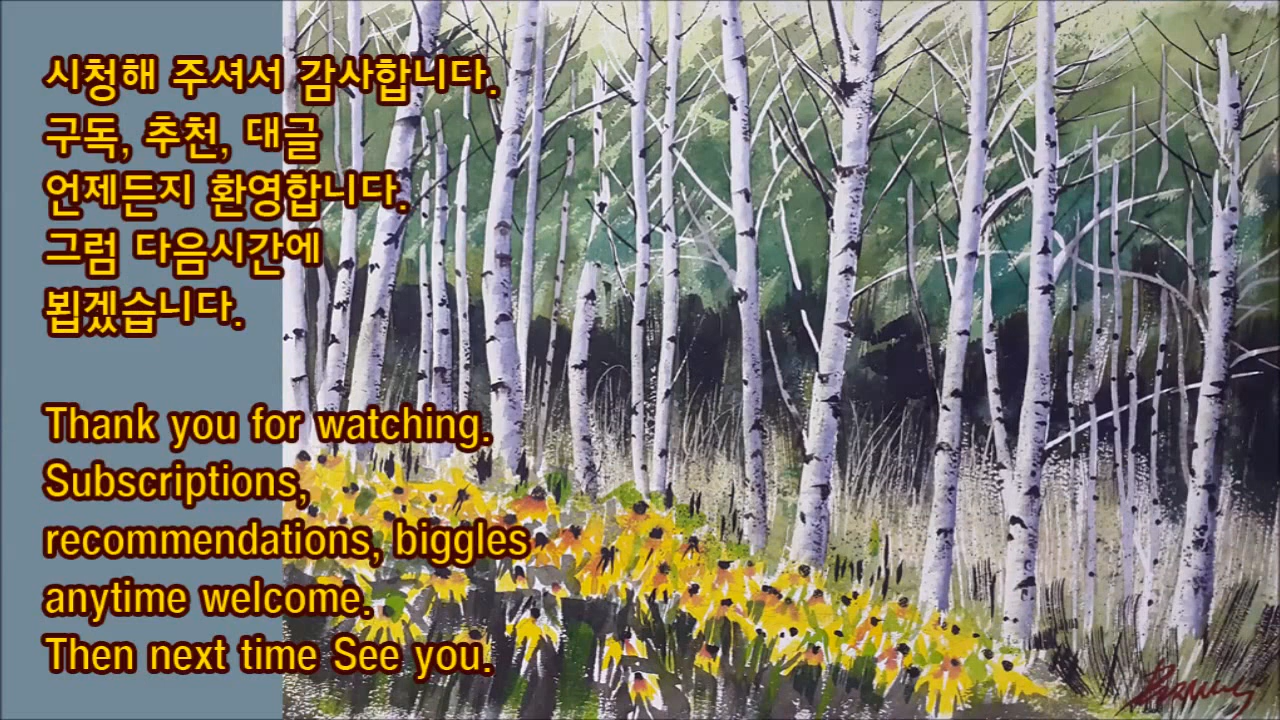 시청해 주셔서 감사합니다.
구독, 추천, 대글
언제든지 환영합니다.
그럼 다음시간에
뵙겠습니다.
Thank you for watching.
Subscriptions,
recommendations, biggles
anytime welcome.
Then next time See you.